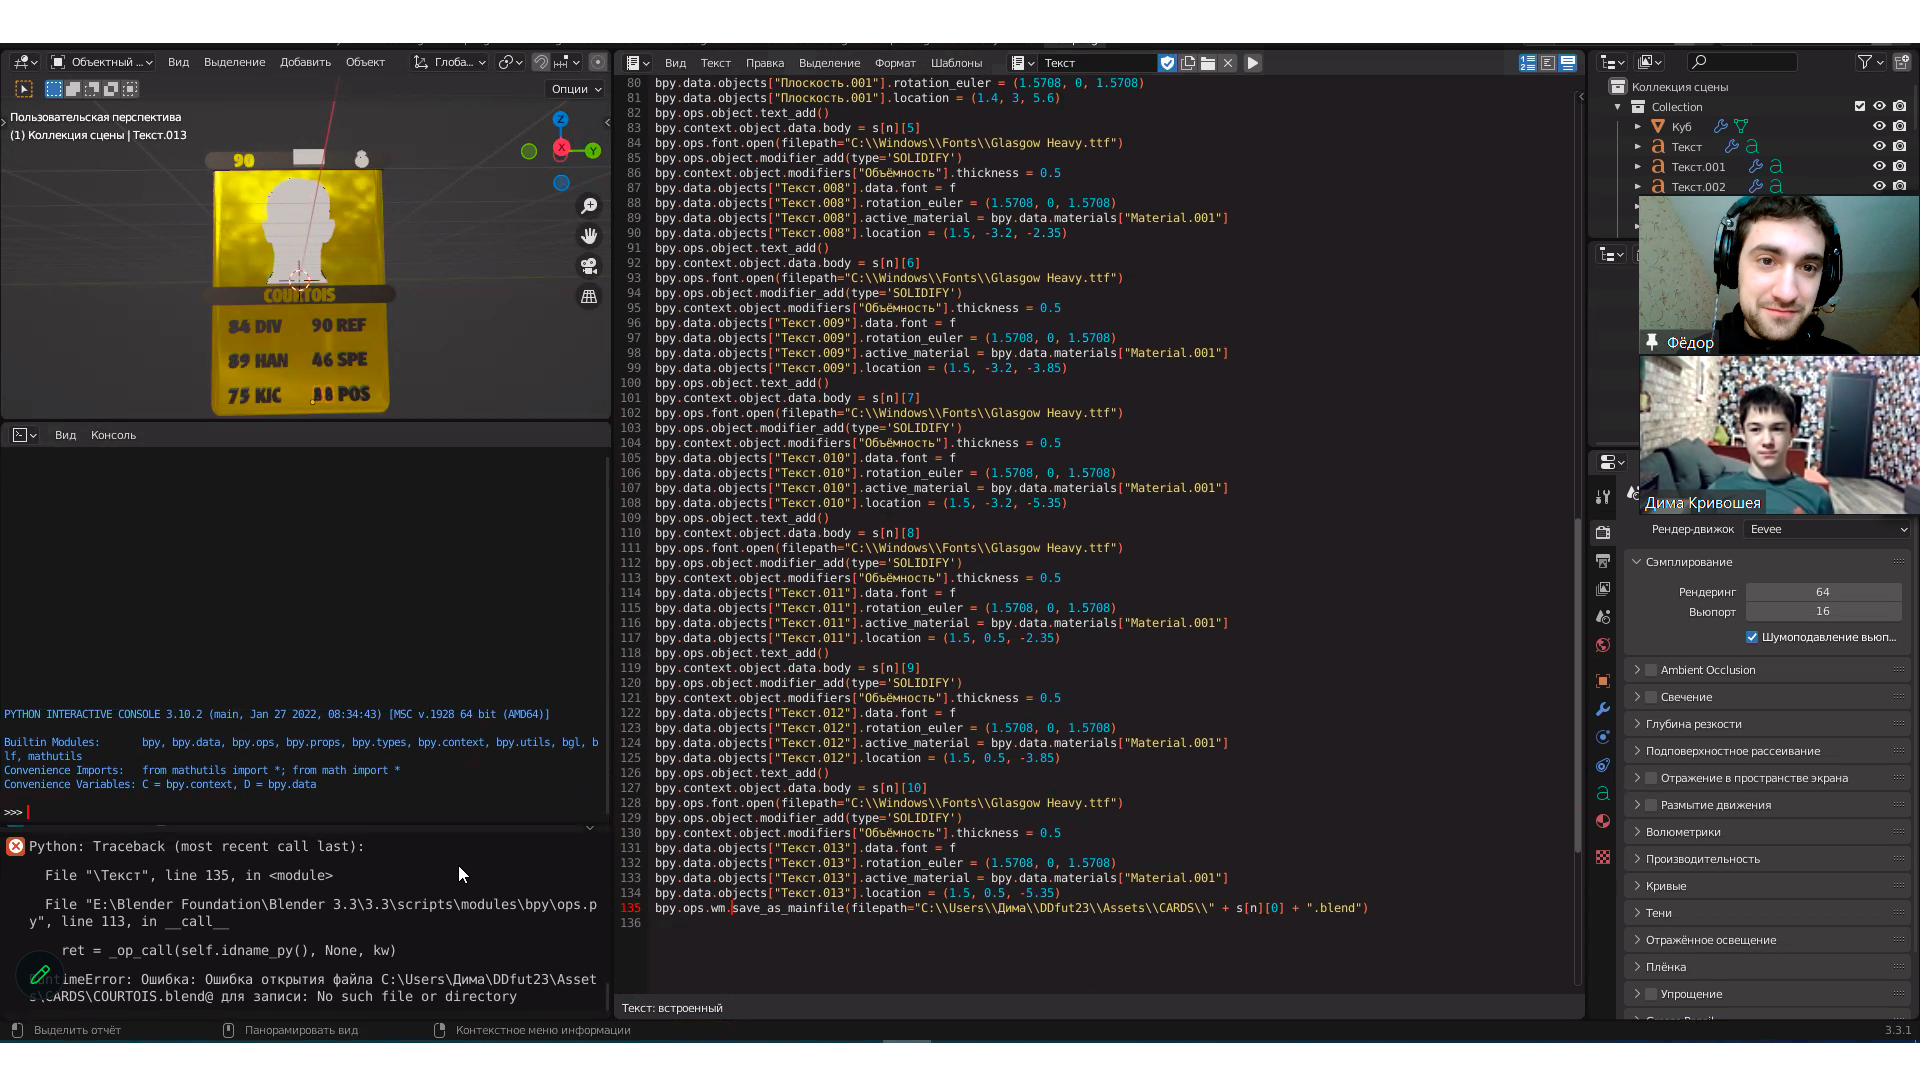 Объектный ...
Вид
Выделение
Добавить
Объект
Глоба...
Опции
Пользовательская перспектива
(1) Коллекция сцены | Текст.013
Z
X
Y
90
COURTOIS
84 DIV
90 REF
89 HAN
46 SPE
75 KIC
88 POS
Вид
Консоль
PYTHON INTERACTIVE CONSOLE 3.10.2 (main, Jan 27 2022, 08:34:43) [MSC v.1928 64 bit (AMD64)]
Builtin Modules: bpy, bpy.data, bpy.ops, bpy.props, bpy.types, bpy.context, bpy.utils, bgl, b
lf, mathutils
Convenience Imports: from mathutils import *; from math import *
Convenience Variables: C = bpy.context, D = bpy.data
>>>
Python: Traceback (most recent call last):
File "\Текст", line 135, in <module>
File "E:\Blender Foundation\Blender 3.3\3.3\scripts\modules\bpy\ops.p
y", line 113, in __call__
ret = _op_call(self.idname_py(), None, kw)
ntimeError: Ошибка: Ошибка открытия файла C:\Users\Дима\DDfut23\Asset
s\CARDS\COURTOIS.blend@ для записи: No such file or directory
Вид
Текст
Правка
Выделение
Формат
Шаблоны
Текст
80 bpy.data.objects["Плоскость.001"].rotation_euler = (1.5708, 0, 1.5708)
81 bpy.data.objects["Плоскость.001"].location = (1.4, 3, 5.6)
82 bpy.ops.object.text_add()
83 bpy.context.object.data.body = s[n][5]
84 bpy.ops.font.open(filepath="C:\\Windows\\Fonts\\Glasgow Heavy.ttf")
85 bpy.ops.object.modifier_add(type='SOLIDIFY')
86 bpy.context.object.modifiers["Объёмность"].thickness = 0.5
87 bpy.data.objects["Текст.008"].data.font = f
88 bpy.data.objects["Текст.008"].rotation_euler = (1.5708, 0, 1.5708)
89 bpy.data.objects["Текст.008"].active_material = bpy.data.materials["Material.001"]
90 bpy.data.objects["Текст.008"].location = (1.5, -3.2, -2.35)
91 bpy.ops.object.text_add()
92 bpy.context.object.data.body = s[n][6]
93 bpy.ops.font.open(filepath="C:\\Windows\\Fonts\\Glasgow Heavy.ttf")
94 bpy.ops.object.modifier_add(type='SOLIDIFY')
95 bpy.context.object.modifiers["Объёмность"].thickness = 0.5
96 bpy.data.objects["Текст.009"].data.font = f
97 bpy.data.objects["Текст.009"].rotation_euler = (1.5708, 0, 1.5708)
98 bpy.data.objects["Текст.009"].active_material = bpy.data.materials["Material.001"]
99 bpy.data.objects["Текст.009"].location = (1.5, -3.2, -3.85)
100 bpy.ops.object.text_add()
101 bpy.context.object.data.body = s[n][7]
102 bpy.ops.font.open(filepath="C:\\Windows\\Fonts\\Glasgow Heavy.ttf")
103 bpy.ops.object.modifier_add(type='SOLIDIFY')
104 bpy.context.object.modifiers["Объёмность"].thickness = 0.5
105 bpy.data.objects["Текст.010"].data.font = f
106 bpy.data.objects["Текст.010"].rotation_euler = (1.5708, 0, 1.5708)
107 bpy.data.objects["Текст.010"].active_material = bpy.data.materials["Material.001"]
108 bpy.data.objects["Текст.010"].location = (1.5, -3.2, -5.35)
109 bpy.ops.object.text_add()
110 bpy.context.object.data.body = s[n][8]
111 bpy.ops.font.open(filepath="C:\\Windows\\Fonts\\Glasgow Heavy.ttf")
112 bpy.ops.object.modifier_add(type='SOLIDIFY')
113 bpy.context.object.modifiers["Объёмность"].thickness = 0.5
114 bpy.data.objects["Текст.011"].data.font = f
115 bpy.data.objects["Текст.011"].rotation_euler = (1.5708, 0, 1.5708)
116 bpy.data.objects["Текст.011"].active_material = bpy.data.materials["Material.001"]
117 bpy.data.objects["Текст.011"].location = (1.5, 0.5, -2.35)
118 bpy.ops.object.text_add()
119 bpy.context.object.data.body = s[n][9]
120 bpy.ops.object.modifier_add(type='SOLIDIFY')
121 bpy.context.object.modifiers["Объёмность"].thickness = 0.5
122 bpy.data.objects["Текст.012"].data.font = f
123 bpy.data.objects["Текст.012"].rotation_euler = (1.5708, 0, 1.5708)
124 bpy.data.objects["Текст.012"].active_material = bpy.data.materials["Material.001"]
125 bpy.data.objects["Текст.012"].location = (1.5, 0.5, -3.85)
126 bpy.ops.object.text_add()
127 bpy.context.object.data.body = s[n][10]
128 bpy.ops.font.open(filepath="C:\\Windows\\Fonts\\Glasgow Heavy.ttf")
129 bpy.ops.object.modifier_add(type='SOLIDIFY')
130 bpy.context.object.modifiers["Объёмность"].thickness = 0.5
131 bpy.data.objects["Текст.013"].data.font = f
132 bpy.data.objects["Текст.013"].rotation_euler = (1.5708, 0, 1.5708)
133 bpy.data.objects["Текст.013"].active_material = bpy.data.materials["Material.001"]
134 bpy.data.objects["Текст.013"].location = (1.5, 0.5, -5.35)
135 bpy.ops.wm.save_as_mainfile(filepath="C:\\Users\\Дима\\DDfut23\\Assets\\CARDS\\" + s[n][0] + ".blend")
136
Текст: встроенный
Коллекция сцены
Collection
Куб
Текст
Текст.001
Текст.002
Фёдор
Дима Кривошея
Рендер-движок
Eevee
Сэмплирование
Рендеринг 64
Вьюпорт 16
Шумоподавление вьюп...
Ambient Occlusion
Свечение
Глубина резкости
Подповерхностное рассеивание
Отражение в пространстве экрана
Размытие движения
Волюметрики
Производительность
Кривые
Тени
Отражённое освещение
Плёнка
Упрощение
Выделить отчёт
Панорамировать вид
Контекстное меню информации
3.3.1